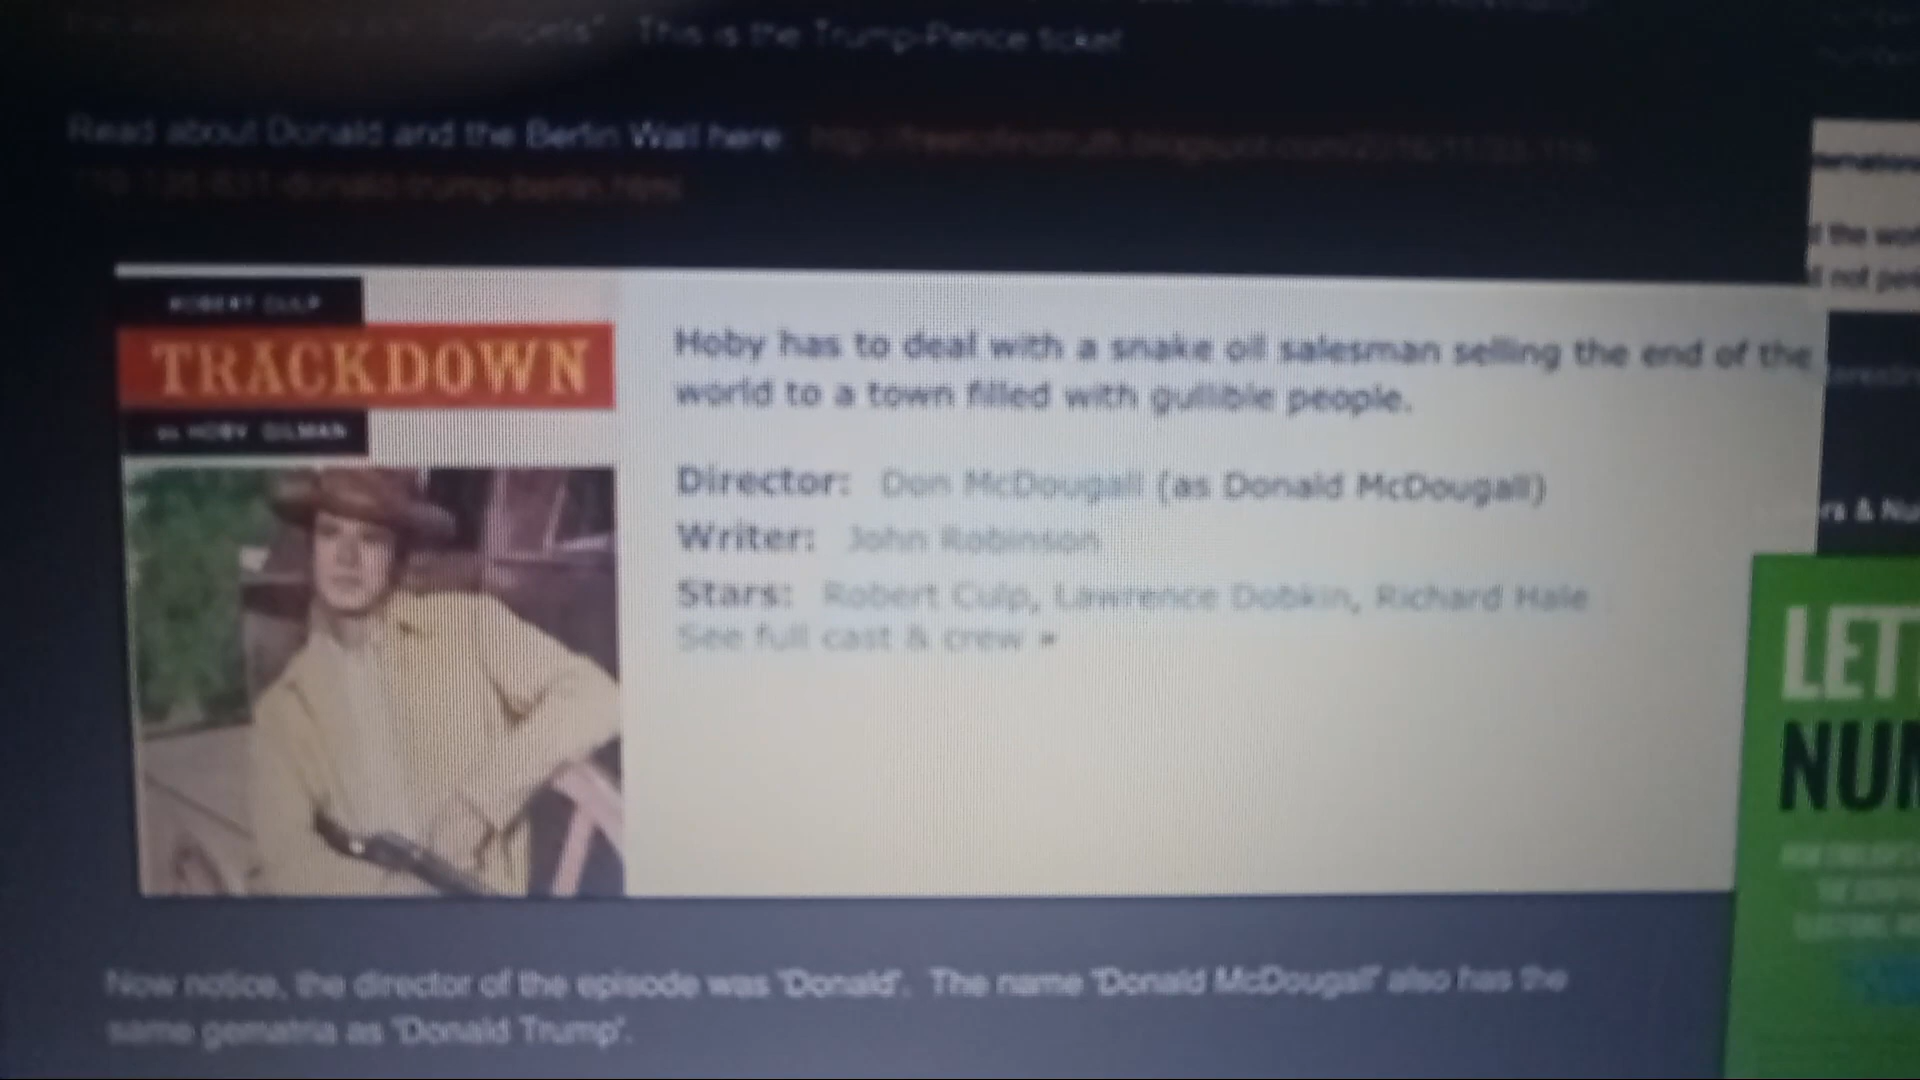 This is the Trump-Pence ticket
Read about Donald and the Berlin Wall here:
ROBERT CULP
TRACKDOWN
as HOBY GILMAN
Hoby has to deal with a snake oil salesman selling the end of the
world to a town filled with gullible people.
Director: Don McDougall (as Donald McDougall)
Writer: John Robinson
Stars: Robert Culp, Lawrence Dobkin, Richard Hale
See full cast & crew »
Now notice, the director of the episode was 'Donald'. The name 'Donald McDougall' also has the
same gematria as 'Donald Trump'.
the
not
& Nu
LET
NUM